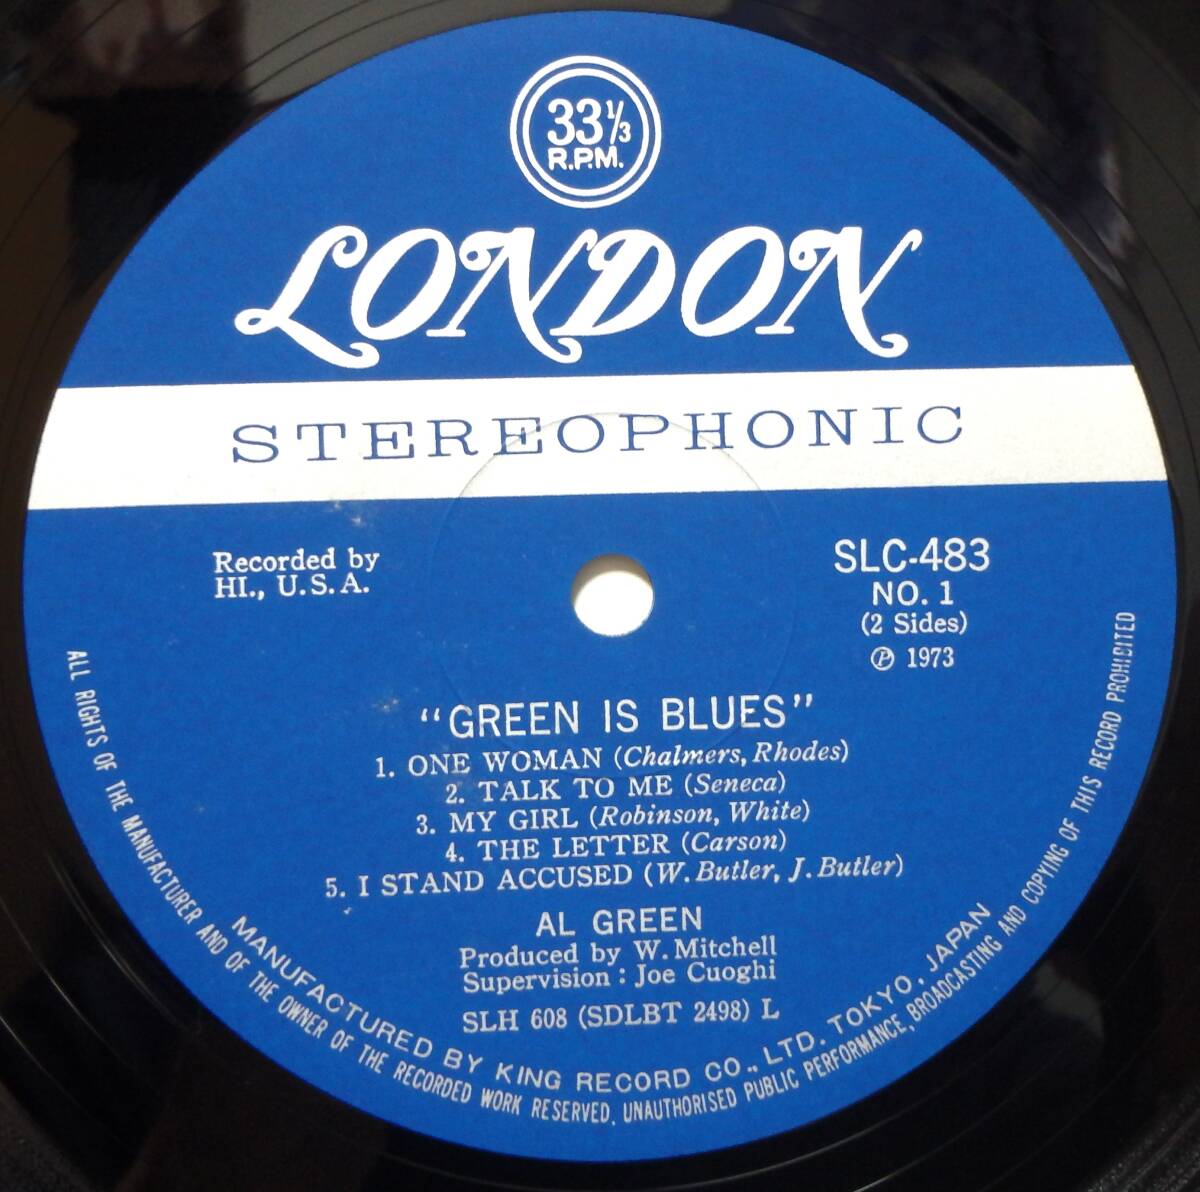 33⅓
R.P.M.
LONDON
STEREOPHONIC
Recorded by
HI., U.S.A.
SLC-483
NO. 1
(2 Sides)
℗ 1973
"GREEN IS BLUES"
1. ONE WOMAN (Chalmers, Rhodes)
2. TALK TO ME (Seneca)
3. MY GIRL (Robinson, White)
4. THE LETTER (Carson)
5. I STAND ACCUSED (W. Butler, J. Butler)
AL GREEN
Produced by W. Mitchell
Supervision : Joe Cuoghi
SLH 608 (SDLBT 2498) L
MANUFACTURED BY KING RECORD CO., LTD. TOKYO, JAPAN
ALL RIGHTS OF THE MANUFACTURER AND OF THE OWNER OF THE RECORDED WORK RESERVED, UNAUTHORISED PUBLIC PERFORMANCE, BROADCASTING AND COPYING OF THIS RECORD PROHIBITED